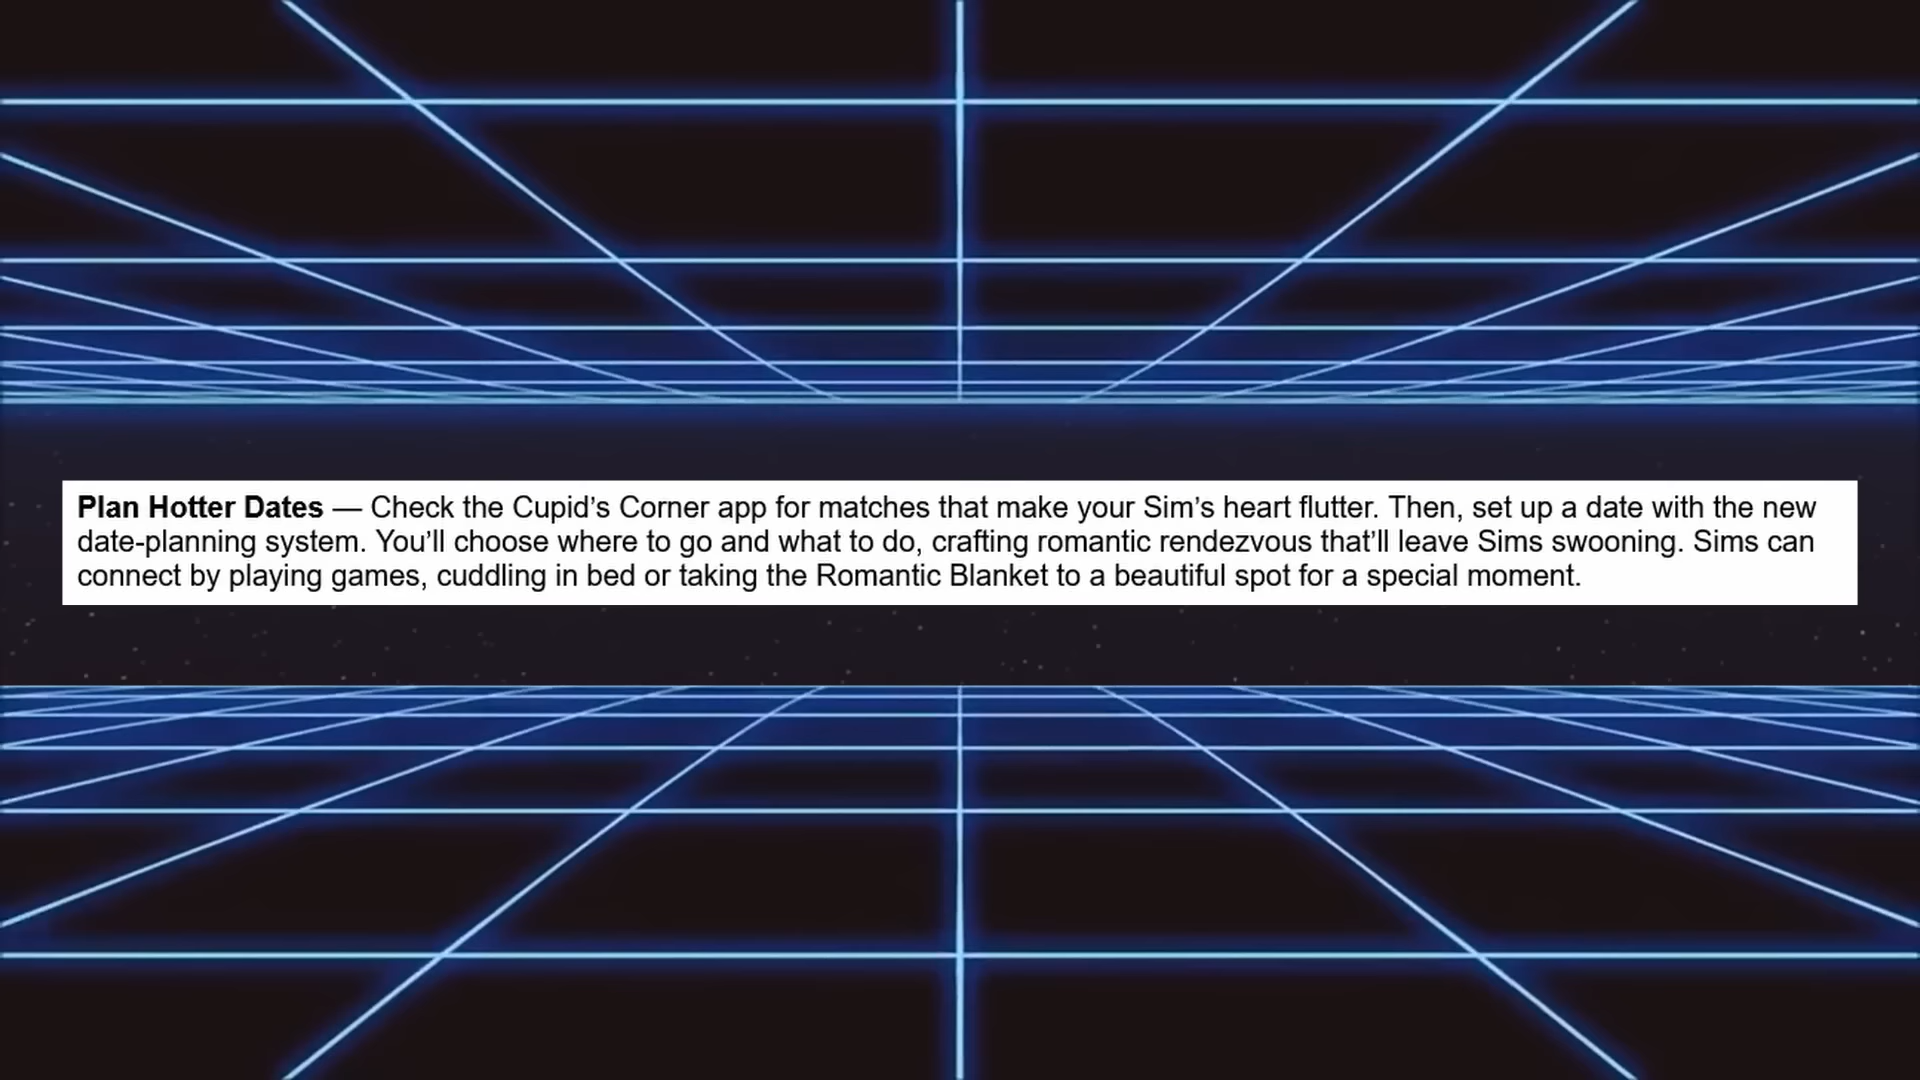 Plan Hotter Dates — Check the Cupid’s Corner app for matches that make your Sim’s heart flutter. Then, set up a date with the new
date-planning system. You’ll choose where to go and what to do, crafting romantic rendezvous that’ll leave Sims swooning. Sims can
connect by playing games, cuddling in bed or taking the Romantic Blanket to a beautiful spot for a special moment.